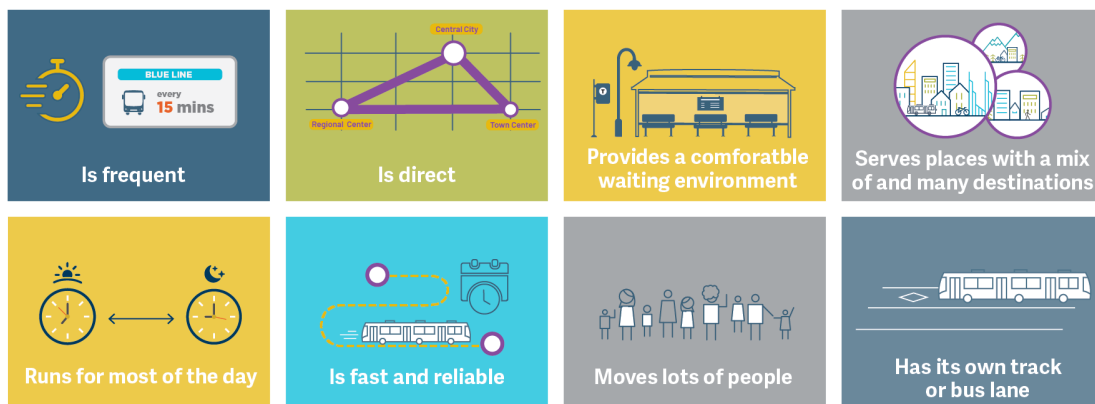 BLUE LINE
every
15 mins
Is frequent
Central City
Regional Center
Town Center
Is direct
T
Provides a comforatble
waiting environment
Serves places with a mix
of and many destinations
Runs for most of the day
Is fast and reliable
Moves lots of people
Has its own track
or bus lane